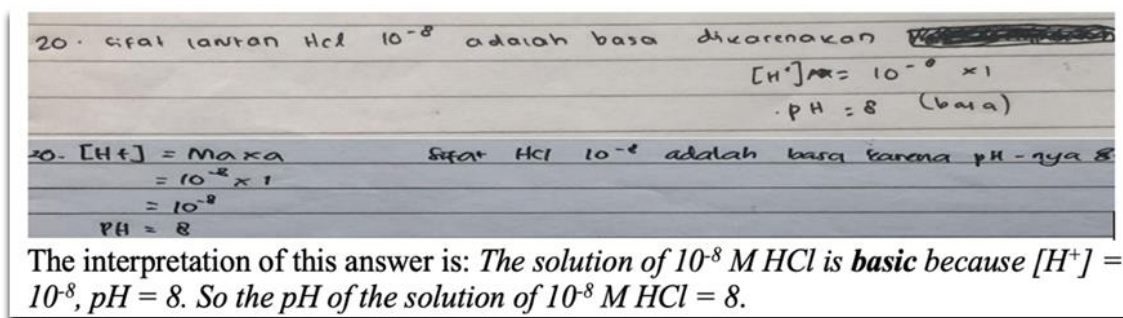 20. sifat larutan HCl 10⁻⁸ adalah basa dikarenakan
[H⁺] = 10⁻⁸ × 1
pH = 8 (basa)
20. [H+] = Ma x a Sifat HCl 10⁻⁸ adalah basa karena pH-nya 8
= 10⁻⁸ × 1
= 10⁻⁸
PH = 8
The interpretation of this answer is: The solution of 10⁻⁸ M HCl is basic because [H⁺] =
10⁻⁸, pH = 8. So the pH of the solution of 10⁻⁸ M HCl = 8.